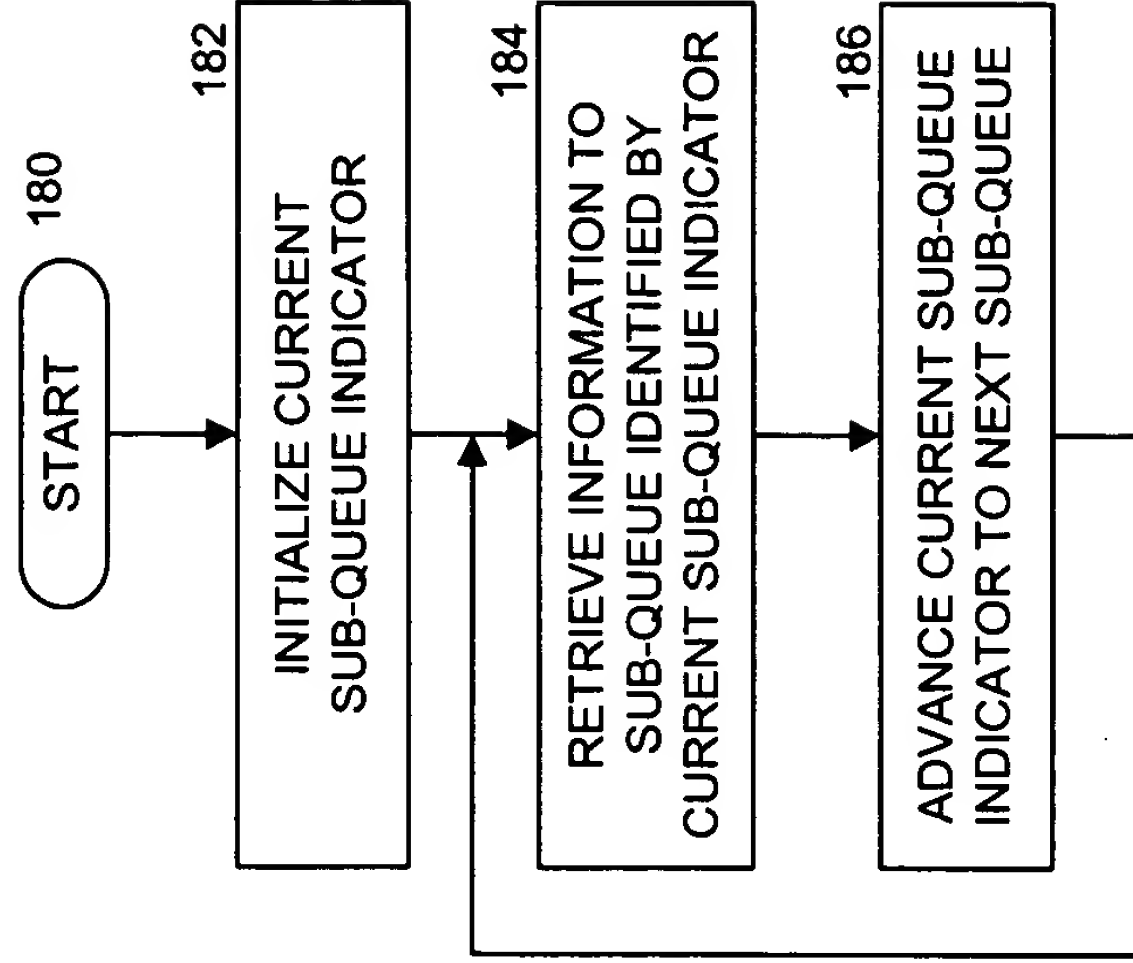 START
180
182
INITIALIZE CURRENT
SUB-QUEUE INDICATOR
184
RETRIEVE INFORMATION TO
SUB-QUEUE IDENTIFIED BY
CURRENT SUB-QUEUE INDICATOR
186
ADVANCE CURRENT SUB-QUEUE
INDICATOR TO NEXT SUB-QUEUE